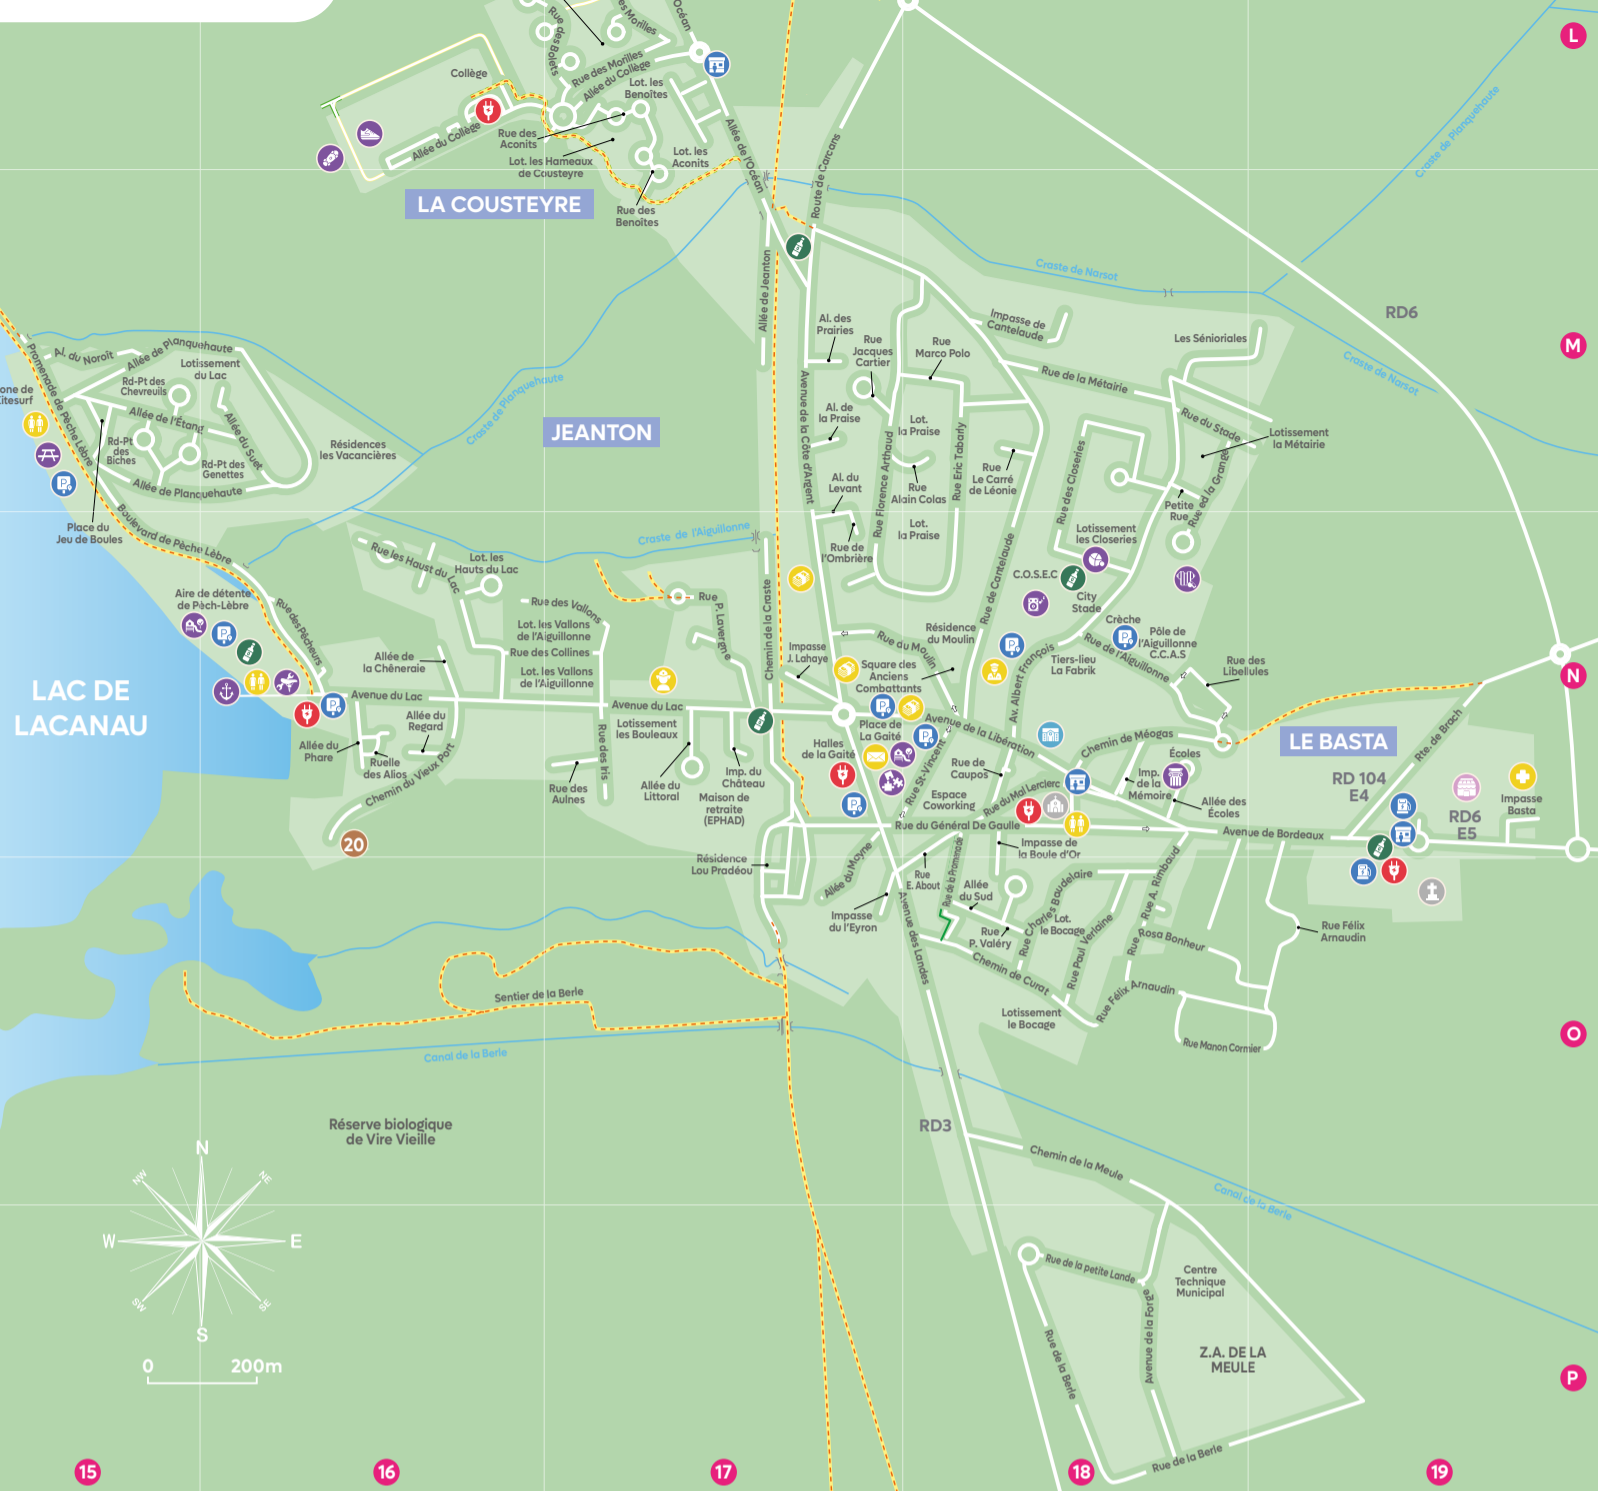 L
Océan
Rue des Bolets
es Morilles
Rue des Morilles
Allée du Collège
Collège
Lot. les
Benoîtes
Allée du Collège
Rue des
Aconits
Lot. les Hameaux
de Cousteyre
Lot. les
Aconits
Allée de l'Océan
Route de Carcans
Craste de Planquehaute
LA COUSTEYRE
Rue des
Benoîtes
Craste de Narsot
RD6
M
Craste de Narsot
Allée de Jeanton
Al. des
Prairies
Rue
Jacques
Cartier
Rue
Marco Polo
Impasse de
Cantelaude
Les Sénioriales
Promenade de Pèche Lèbre
Al. du Noroît
Allée de Planquehaute
Lotissement
du Lac
Rd-Pt des
Chevreuils
one de
Kitesurf
Allée de l'Étang
Allée du Suet
Rd-Pt
des
Biches
Rd-Pt des
Genettes
Allée de Planquehaute
Résidences
les Vacancières
Craste de Planquehaute
JEANTON
Place du
Jeu de Boules
Boulevard de Pèche Lèbre
Avenue de la Côte d'Argent
Al. de
la Praise
Lot.
la Praise
Rue de la Métairie
Rue du Stade
Lotissement
la Métairie
Rue Florence Arthaud
Rue Eric Tabarly
Rue
Le Carré
de Léonie
Rue des Closeries
Al. du
Levant
Rue
Alain Colas
Petite
Rue
Rue ed la Grange
Lot.
la Praise
Rue de
l'Ombrière
Lotissement
les Closeries
Craste de l'Aiguillonne
Rue les Haust du Lac
Lot. les
Hauts du Lac
Rue de Cantelaude
C.O.S.E.C
City
Stade
Aire de détente
de Pèch-Lèbre
Rue des Pêcheurs
Rue des Vallons
Lot. les Vallons
de l'Aiguillonne
Rue des Collines
Lot. les Vallons
de l'Aiguillonne
Rue
P. Lavergne
Chemin de la Craste
Allée de
la Chêneraie
Impasse
J. Lahaye
Rue du Moulin
Résidence
du Moulin
Crèche
Pôle de
l'Aiguillonne
C.C.A.S
Rue de l'Aiguillonne
Tiers-lieu
La Fabrik
Av. Albert François
Square des
Anciens
Combattants
Rue des
Libellules
N
LAC DE
LACANAU
Avenue du Lac
Allée du
Regard
Allée du
Phare
Ruelle
des Alios
Chemin du Vieux Port
Avenue du Lac
Lotissement
les Bouleaux
Rue des Iris
Rue des
Aulnes
Allée du
Littoral
Imp. du
Château
Maison de
retraite
(EPHAD)
Place de
La Gaité
Halles
de la Gaité
Avenue de la Libération
Rue St-Vincent
Rue de
Caupos
Espace
Coworking
Rue du Mal Leclerc
Chemin de Méogas
Écoles
Imp.
de la
Mémoire
Allée des
Écoles
LE BASTA
Rte. de Brach
RD 104
E4
RD6
E5
Impasse
Basta
20
Rue du Général De Gaulle
Avenue de Bordeaux
Résidence
Lou Pradéou
Allée du Moyne
Rue
E. About
Impasse de
la Boule d'Or
Rue de la Promenade
Allée
du Sud
Impasse
du l'Eyron
Rue
P. Valéry
Rue Charles Baudelaire
Lot.
le Bocage
Rue Paul Verlaine
Rue A. Rimbaud
Rue Rosa Bonheur
Rue Félix
Arnaudin
Avenue des Landes
Chemin de Curat
Rue Félix Arnaudin
Lotissement
le Bocage
Rue Manon Cormier
Sentier de la Berle
O
Canal de la Berle
Réserve biologique
de Vire Vieille
RD3
Chemin de la Meule
Canal de la Berle
N
NW
NE
W
E
SW
SE
S
Rue de la petite Lande
Centre
Technique
Municipal
Avenue de la Forge
Rue de la Berle
Z.A. DE LA
MEULE
0
200m
P
Rue de la Berle
15
16
17
18
19